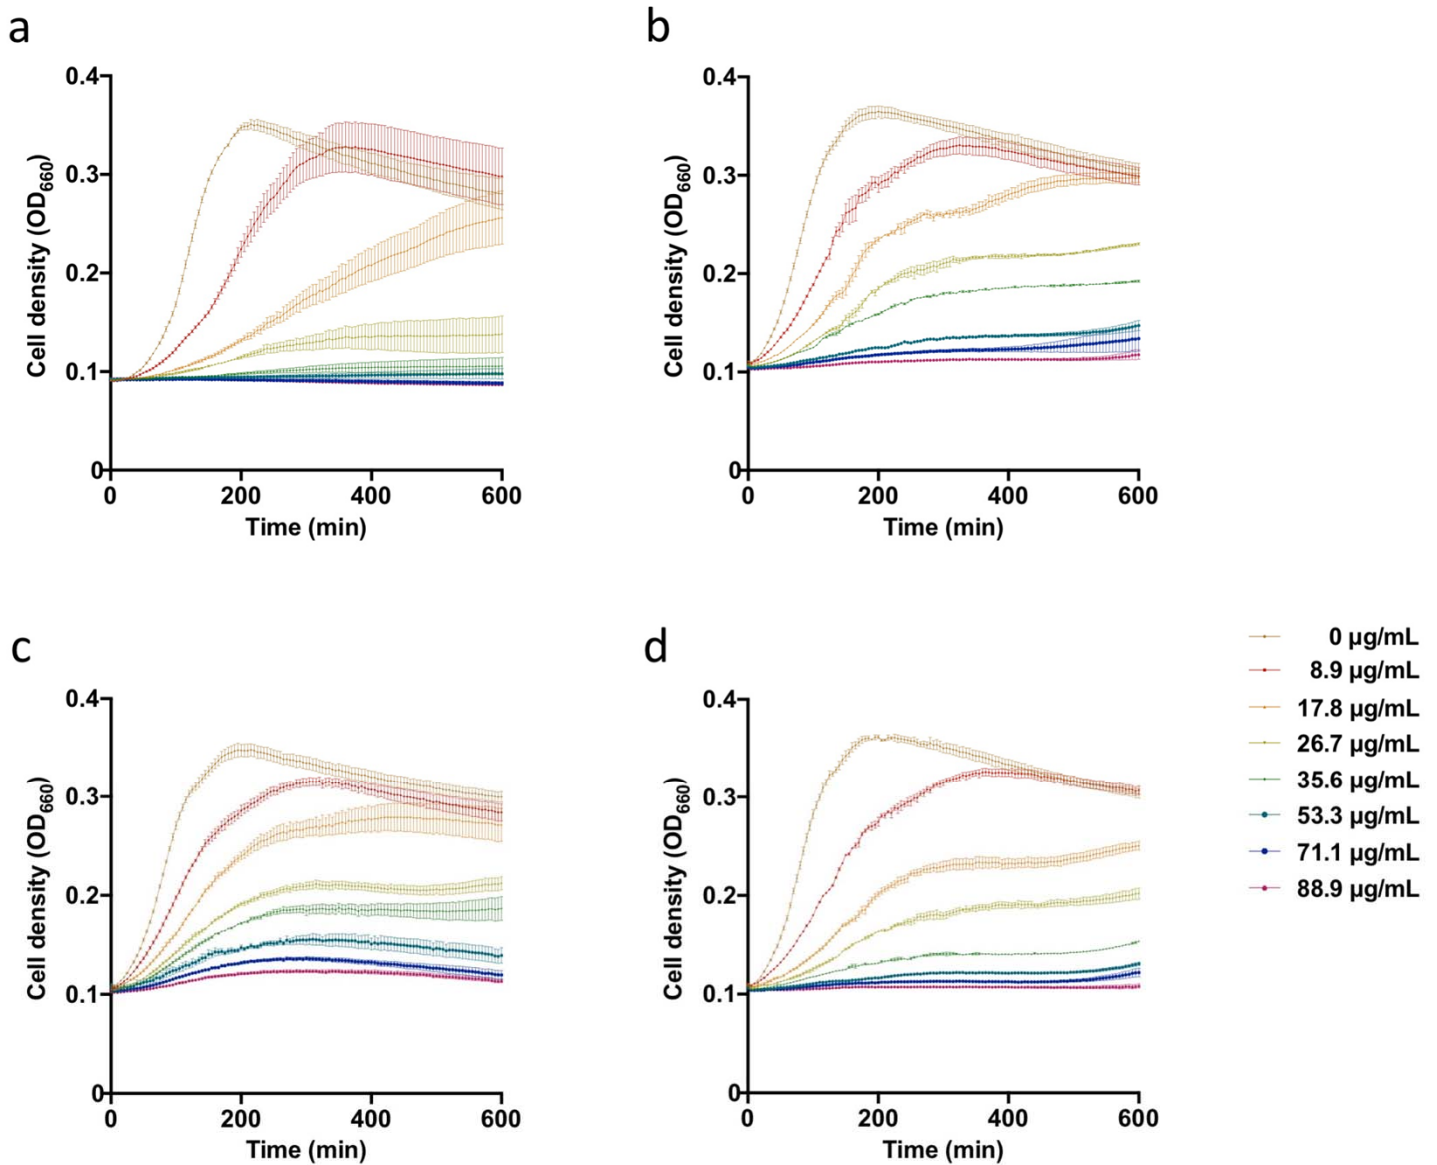 a
0.4
0.3
0.2
0.1
0
Cell density (OD660)
0 200 400 600
Time (min)
b
0.4
0.3
0.2
0.1
0
Cell density (OD660)
0 200 400 600
Time (min)
c
0.4
0.3
0.2
0.1
0
Cell density (OD660)
0 200 400 600
Time (min)
d
0.4
0.3
0.2
0.1
0
Cell density (OD660)
0 200 400 600
Time (min)
0 µg/mL
8.9 µg/mL
17.8 µg/mL
26.7 µg/mL
35.6 µg/mL
53.3 µg/mL
71.1 µg/mL
88.9 µg/mL